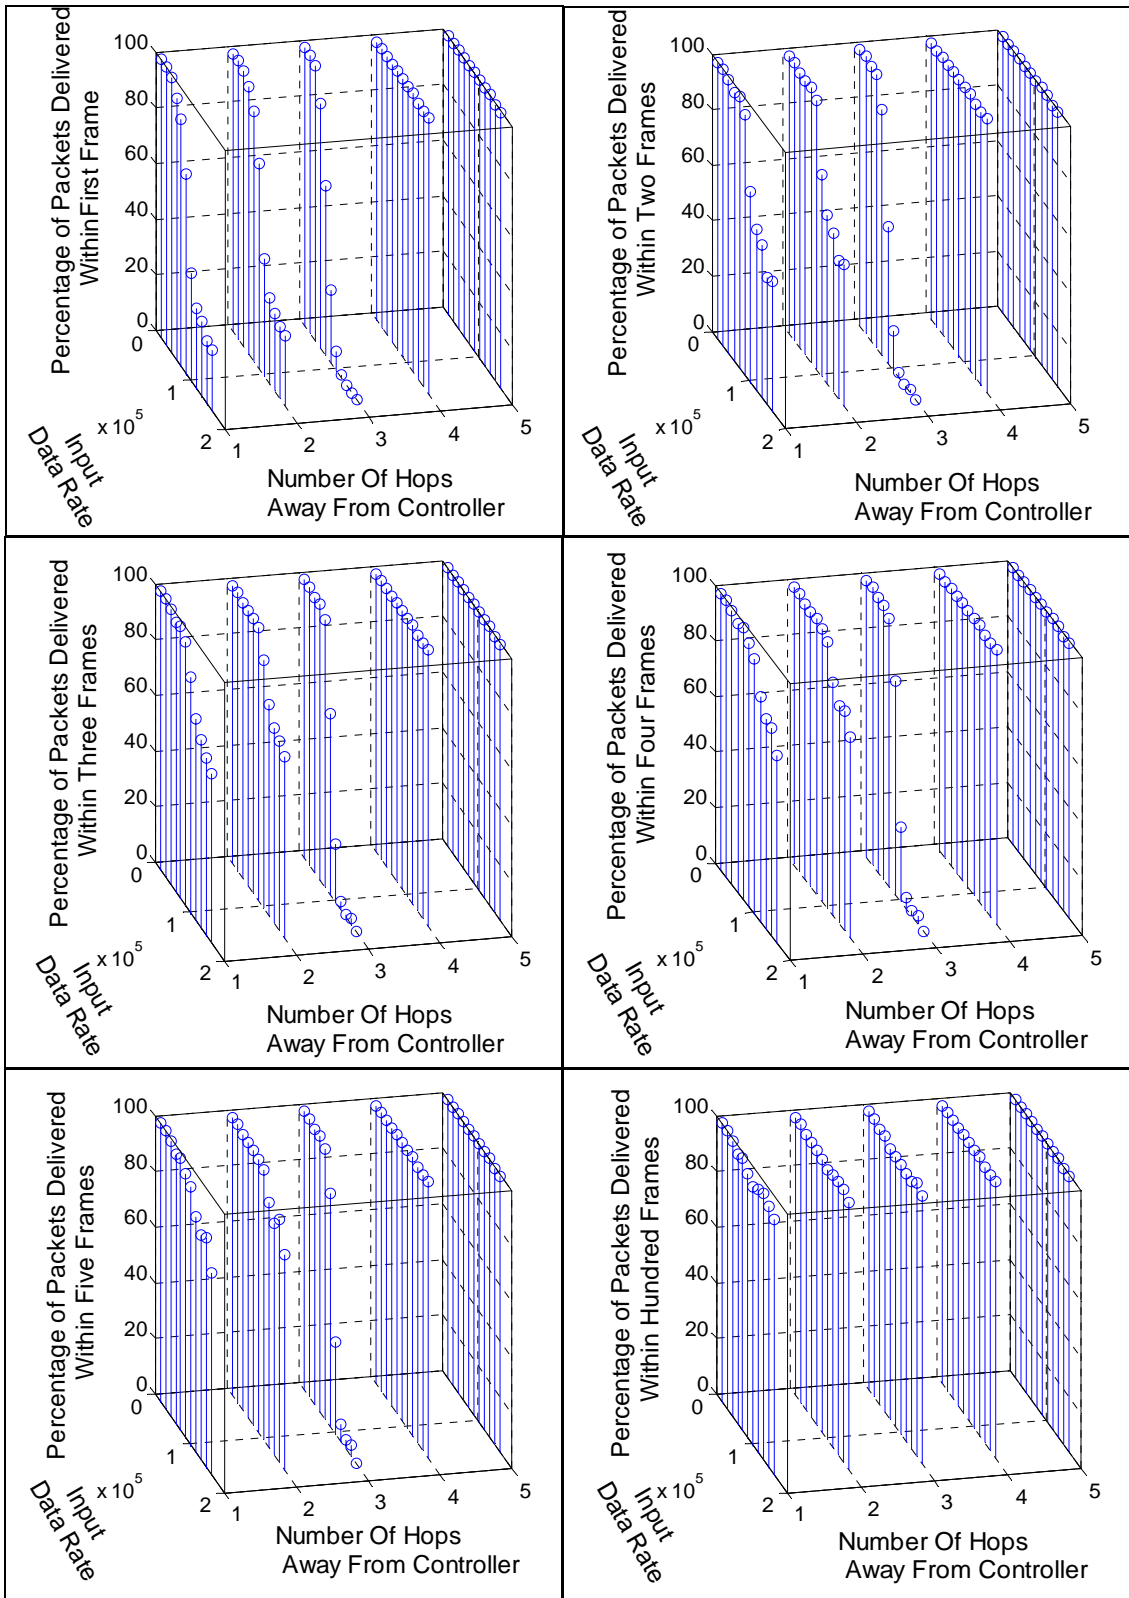 Percentage of Packets Delivered
WithinFirst Frame
100
80
60
40
20
0
0
1
2
x 10^5
Input
Data Rate
1
2
3
4
5
Number Of Hops
Away From Controller
Percentage of Packets Delivered
Within Two Frames
100
80
60
40
20
0
0
1
2
x 10^5
Input
Data Rate
1
2
3
4
5
Number Of Hops
Away From Controller
Percentage of Packets Delivered
Within Three Frames
100
80
60
40
20
0
0
1
2
x 10^5
Input
Data Rate
1
2
3
4
5
Number Of Hops
Away From Controller
Percentage of Packets Delivered
Within Four Frames
100
80
60
40
20
0
0
1
2
x 10^5
Input
Data Rate
1
2
3
4
5
Number Of Hops
Away From Controller
Percentage of Packets Delivered
Within Five Frames
100
80
60
40
20
0
0
1
2
x 10^5
Input
Data Rate
1
2
3
4
5
Number Of Hops
Away From Controller
Percentage of Packets Delivered
Within Hundred Frames
100
80
60
40
20
0
0
1
2
x 10^5
Input
Data Rate
1
2
3
4
5
Number Of Hops
Away From Controller